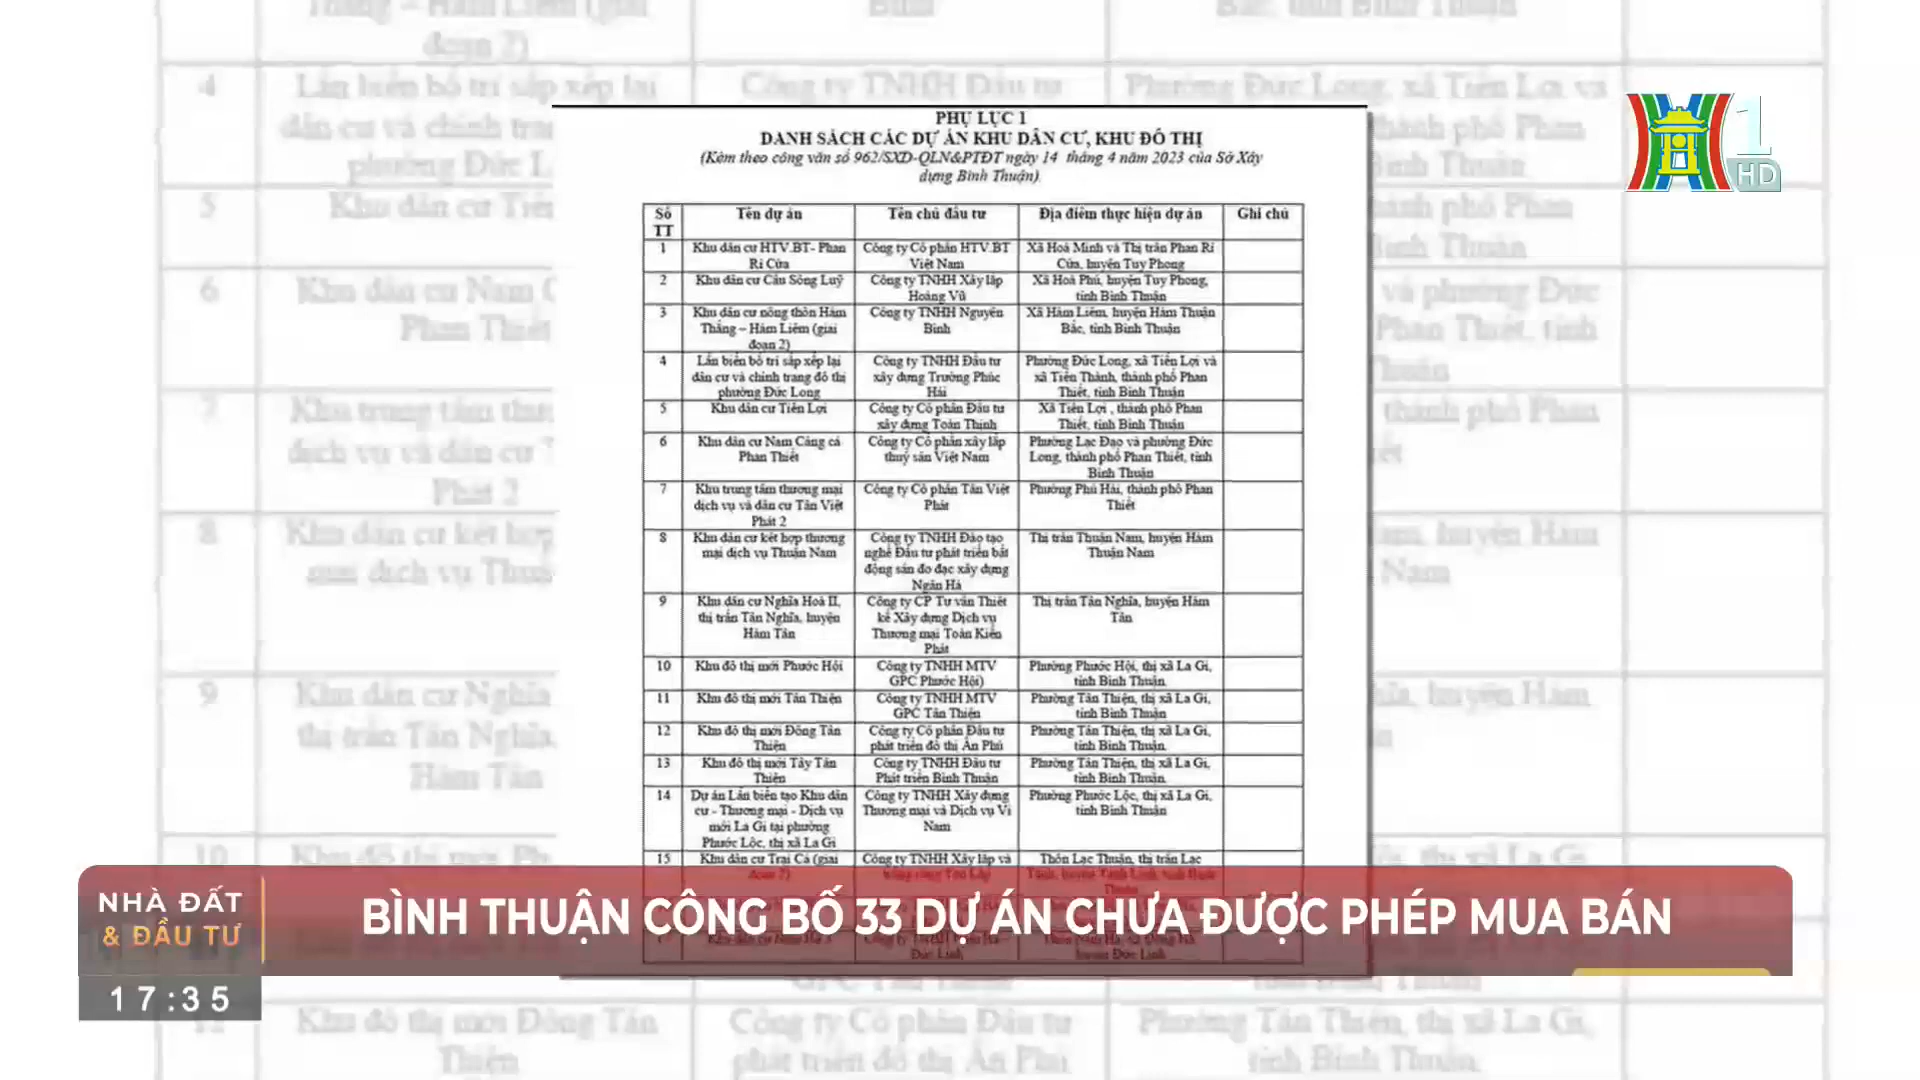 PHỤ LỤC 1
DANH SÁCH CÁC DỰ ÁN KHU DÂN CƯ, KHU ĐÔ THỊ
(Kèm theo công văn số 962/SXD-QLN&PTĐT ngày 14 tháng 4 năm 2023 của Sở Xây
dựng Bình Thuận)
1
HD
Số TT Tên dự án Tên chủ đầu tư Địa điểm thực hiện dự án Ghi chú
1 Khu dân cư HTV.BT- Phan Công ty Cổ phần HTV.BT Xã Hoà Minh và Thị trấn Phan Rí
Rí Cửa Việt Nam Cửa, huyện Tuy Phong
2 Khu dân cư Cầu Sông Luỹ Công ty TNHH Xây lắp Xã Hoà Phú, huyện Tuy Phong,
Hoàng Vũ tỉnh Bình Thuận
3 Khu dân cư nông thôn Hàm Công ty TNHH Nguyên Xã Hàm Liêm, huyện Hàm Thuận
Thắng – Hàm Liêm (giai Bình Bắc, tỉnh Bình Thuận
đoạn 2)
4 Lấn biển bố trí sắp xếp lại Công ty TNHH Đầu tư Phường Đức Long, xã Tiến Lợi và
dân cư và chỉnh trang đô thị xây dựng Trường Phúc xã Tiến Thành, thành phố Phan
phường Đức Long Hải Thiết, tỉnh Bình Thuận
5 Khu dân cư Tiến Lợi Công ty Cổ phần Đầu tư Xã Tiến Lợi , thành phố Phan
xây dựng Toàn Thịnh Thiết, tỉnh Bình Thuận
6 Khu dân cư Nam Cảng cá Công ty Cổ phần xây lắp Phường Lạc Đạo và phường Đức
Phan Thiết thuỷ sản Việt Nam Long, thành phố Phan Thiết, tỉnh
Bình Thuận
7 Khu trung tâm thương mại Công ty Cổ phần Tân Việt Phường Phú Hài, thành phố Phan
dịch vụ và dân cư Tân Việt Phát Thiết
Phát 2
8 Khu dân cư kết hợp thương Công ty TNHH Đào tạo Thị trấn Thuận Nam, huyện Hàm
mại dịch vụ Thuận Nam nghề Đầu tư phát triển bất Thuận Nam
động sản đo đạc xây dựng
Ngân Hà
9 Khu dân cư Nghĩa Hoà II, Công ty CP Tư vấn Thiết Thị trấn Tân Nghĩa, huyện Hàm
thị trấn Tân Nghĩa, huyện kế Xây dựng Dịch vụ Tân
Hàm Tân Thương mại Toàn Kiến
Phát
10 Khu đô thị mới Phước Hội Công ty TNHH MTV Phường Phước Hội, thị xã La Gi,
GPC Phước Hội) tỉnh Bình Thuận
11 Khu đô thị mới Tân Thiện Công ty TNHH MTV Phường Tân Thiện, thị xã La Gi,
GPC Tân Thiện tỉnh Bình Thuận
12 Khu đô thị mới Đông Tân Công ty Cổ phần Đầu tư Phường Tân Thiện, thị xã La Gi,
Thiện phát triển đô thị Ân Phú tỉnh Bình Thuận.
13 Khu đô thị mới Tây Tân Công ty TNHH Đầu tư Phường Tân Thiện, thị xã La Gi,
Thiện Phát triển Bình Thuận tỉnh Bình Thuận.
14 Dự án Lấn biển tạo Khu dân Công ty TNHH Xây dựng Phường Phước Lộc, thị xã La Gi,
cư - Thương mại - Dịch vụ Thương mại và Dịch vụ Vi tỉnh Bình Thuận
mới La Gi tại phường Nam
Phước Lộc, thị xã La Gi
15 Khu dân cư Trại Cá (giai Công ty TNHH Xây lắp và Thôn Lạc Thuận, thị trấn Lạc
NHÀ ĐẤT
& ĐẦU TƯ
BÌNH THUẬN CÔNG BỐ 33 DỰ ÁN CHƯA ĐƯỢC PHÉP MUA BÁN
17:35